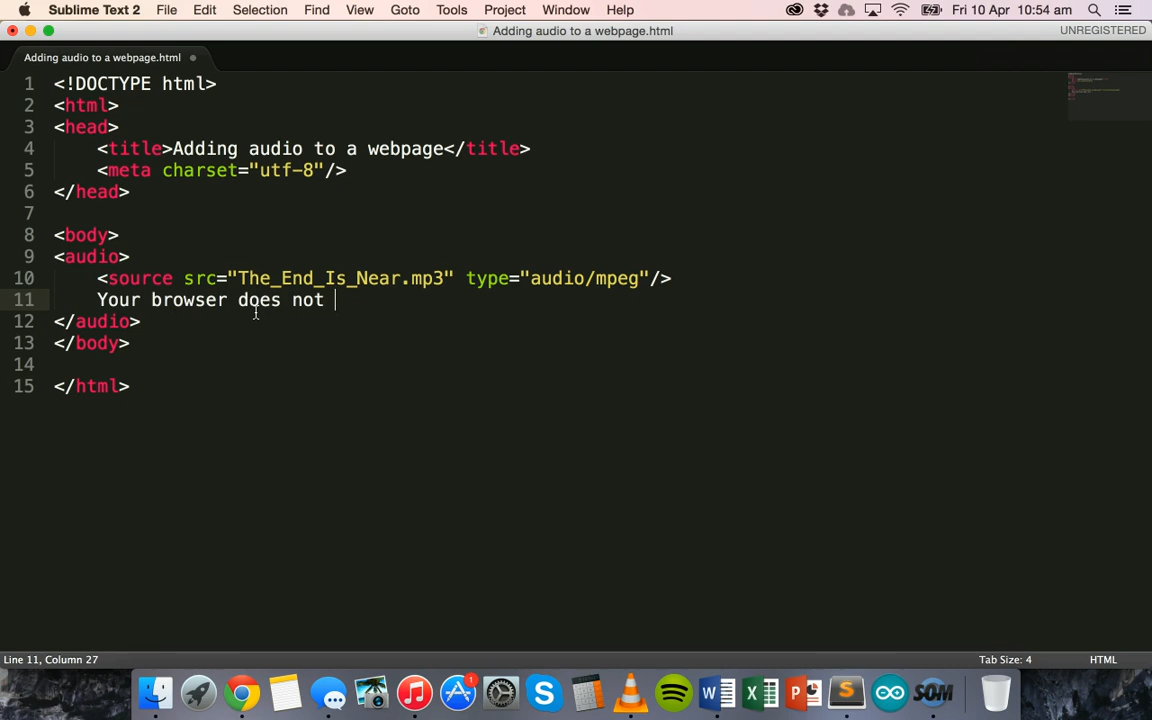 Sublime Text 2 File Edit Selection Find View Goto Tools Project Window Help Fri 10 Apr 10:54 am
Adding audio to a webpage.html UNREGISTERED
Adding audio to a webpage.html
1 <!DOCTYPE html>
2 <html>
3 <head>
4 <title>Adding audio to a webpage</title>
5 <meta charset="utf-8"/>
6 </head>
7
8 <body>
9 <audio>
10 <source src="The_End_Is_Near.mp3" type="audio/mpeg"/>
11 Your browser does not
12 </audio>
13 </body>
14
15 </html>
Line 11, Column 27 Tab Size: 4 HTML
1 S W X P S SOM